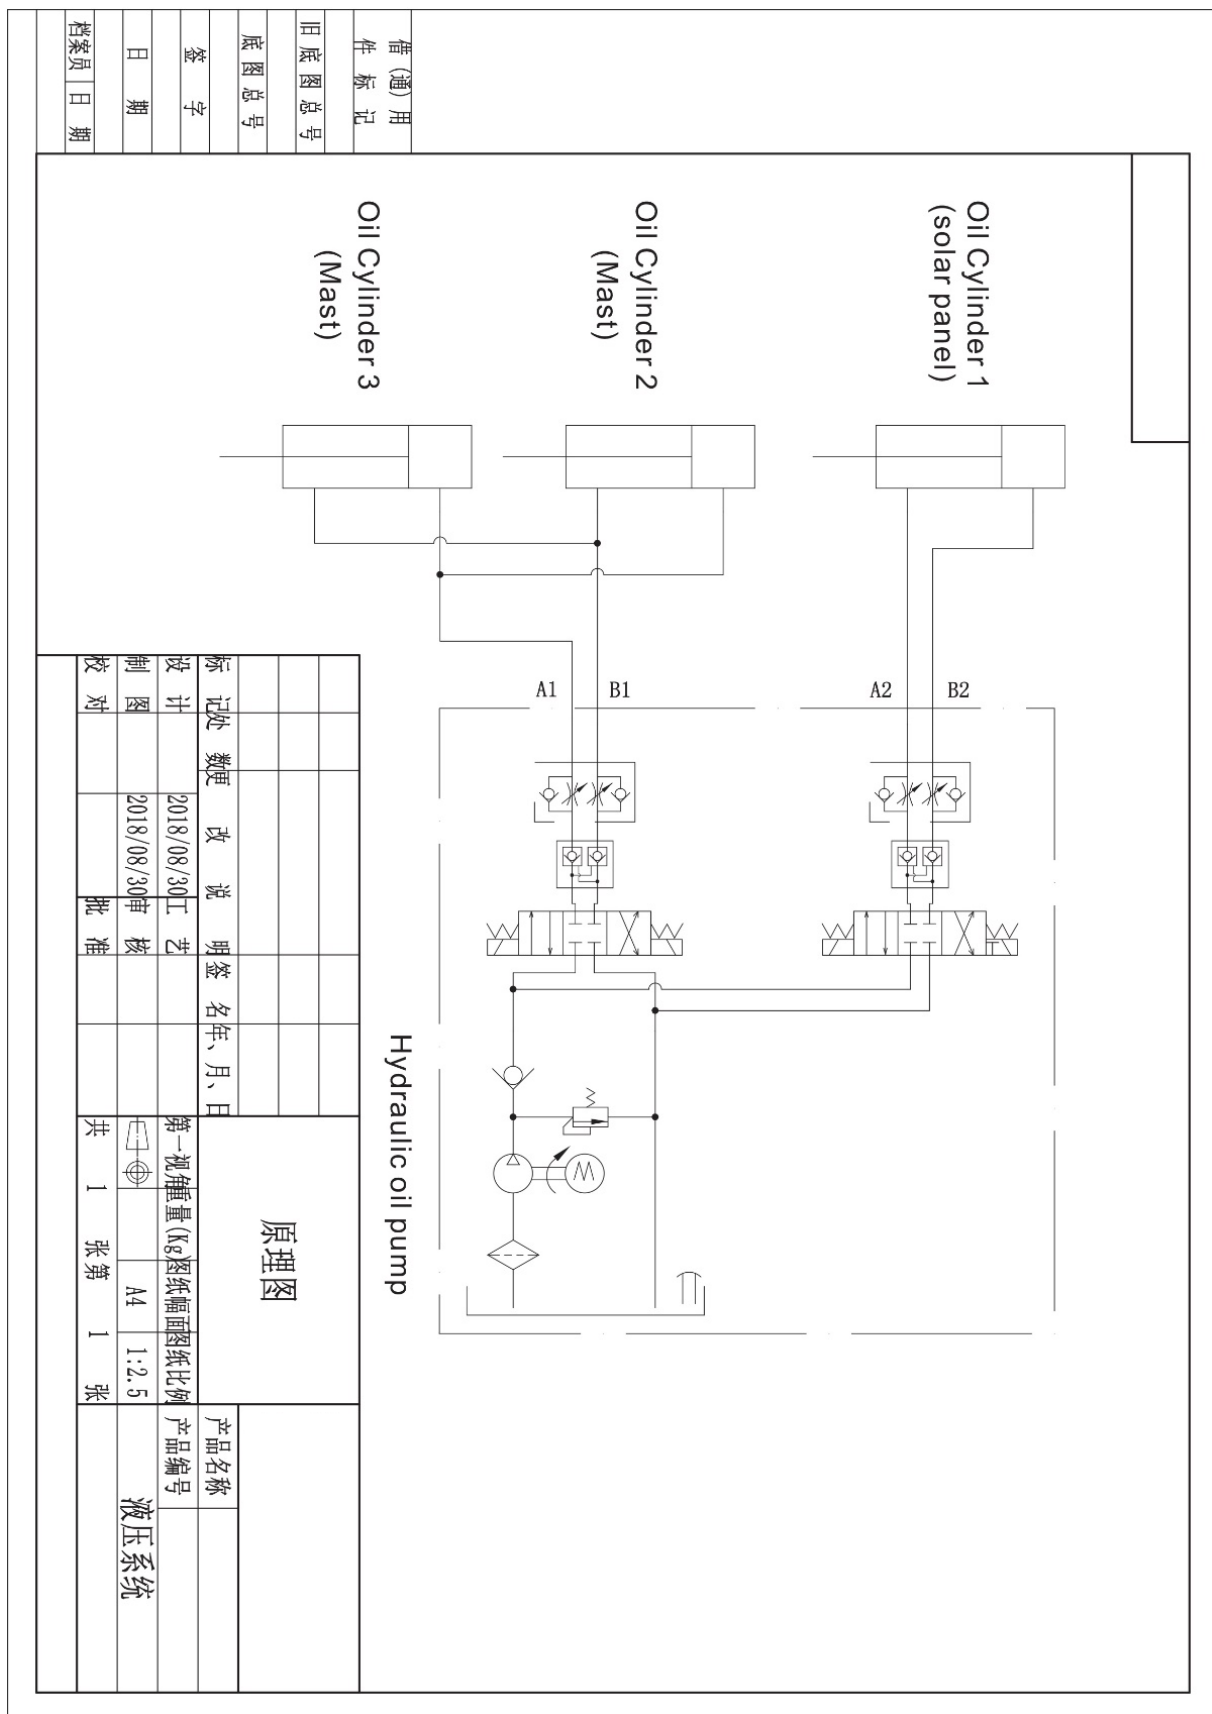 借(通)用
件 标 记
旧 底 图 总 号
底 图 总 号
签 字
日 期
档案员 日 期
Oil Cylinder 1
(solar panel)
Oil Cylinder 2
(Mast)
Oil Cylinder 3
(Mast)
A1
B1
A2
B2
M
Hydraulic oil pump
标 记 处 数 更 改 说 明 签 名 年、月、日
设 计 2018/08/30 工 艺
制 图 2018/08/30 审 核
校 对 批 准
原理图
第一视角 重量(Kg) 图纸幅面 图纸比例
A4 1:2.5
共 1 张 第 1 张
产品名称
产品编号
液压系统